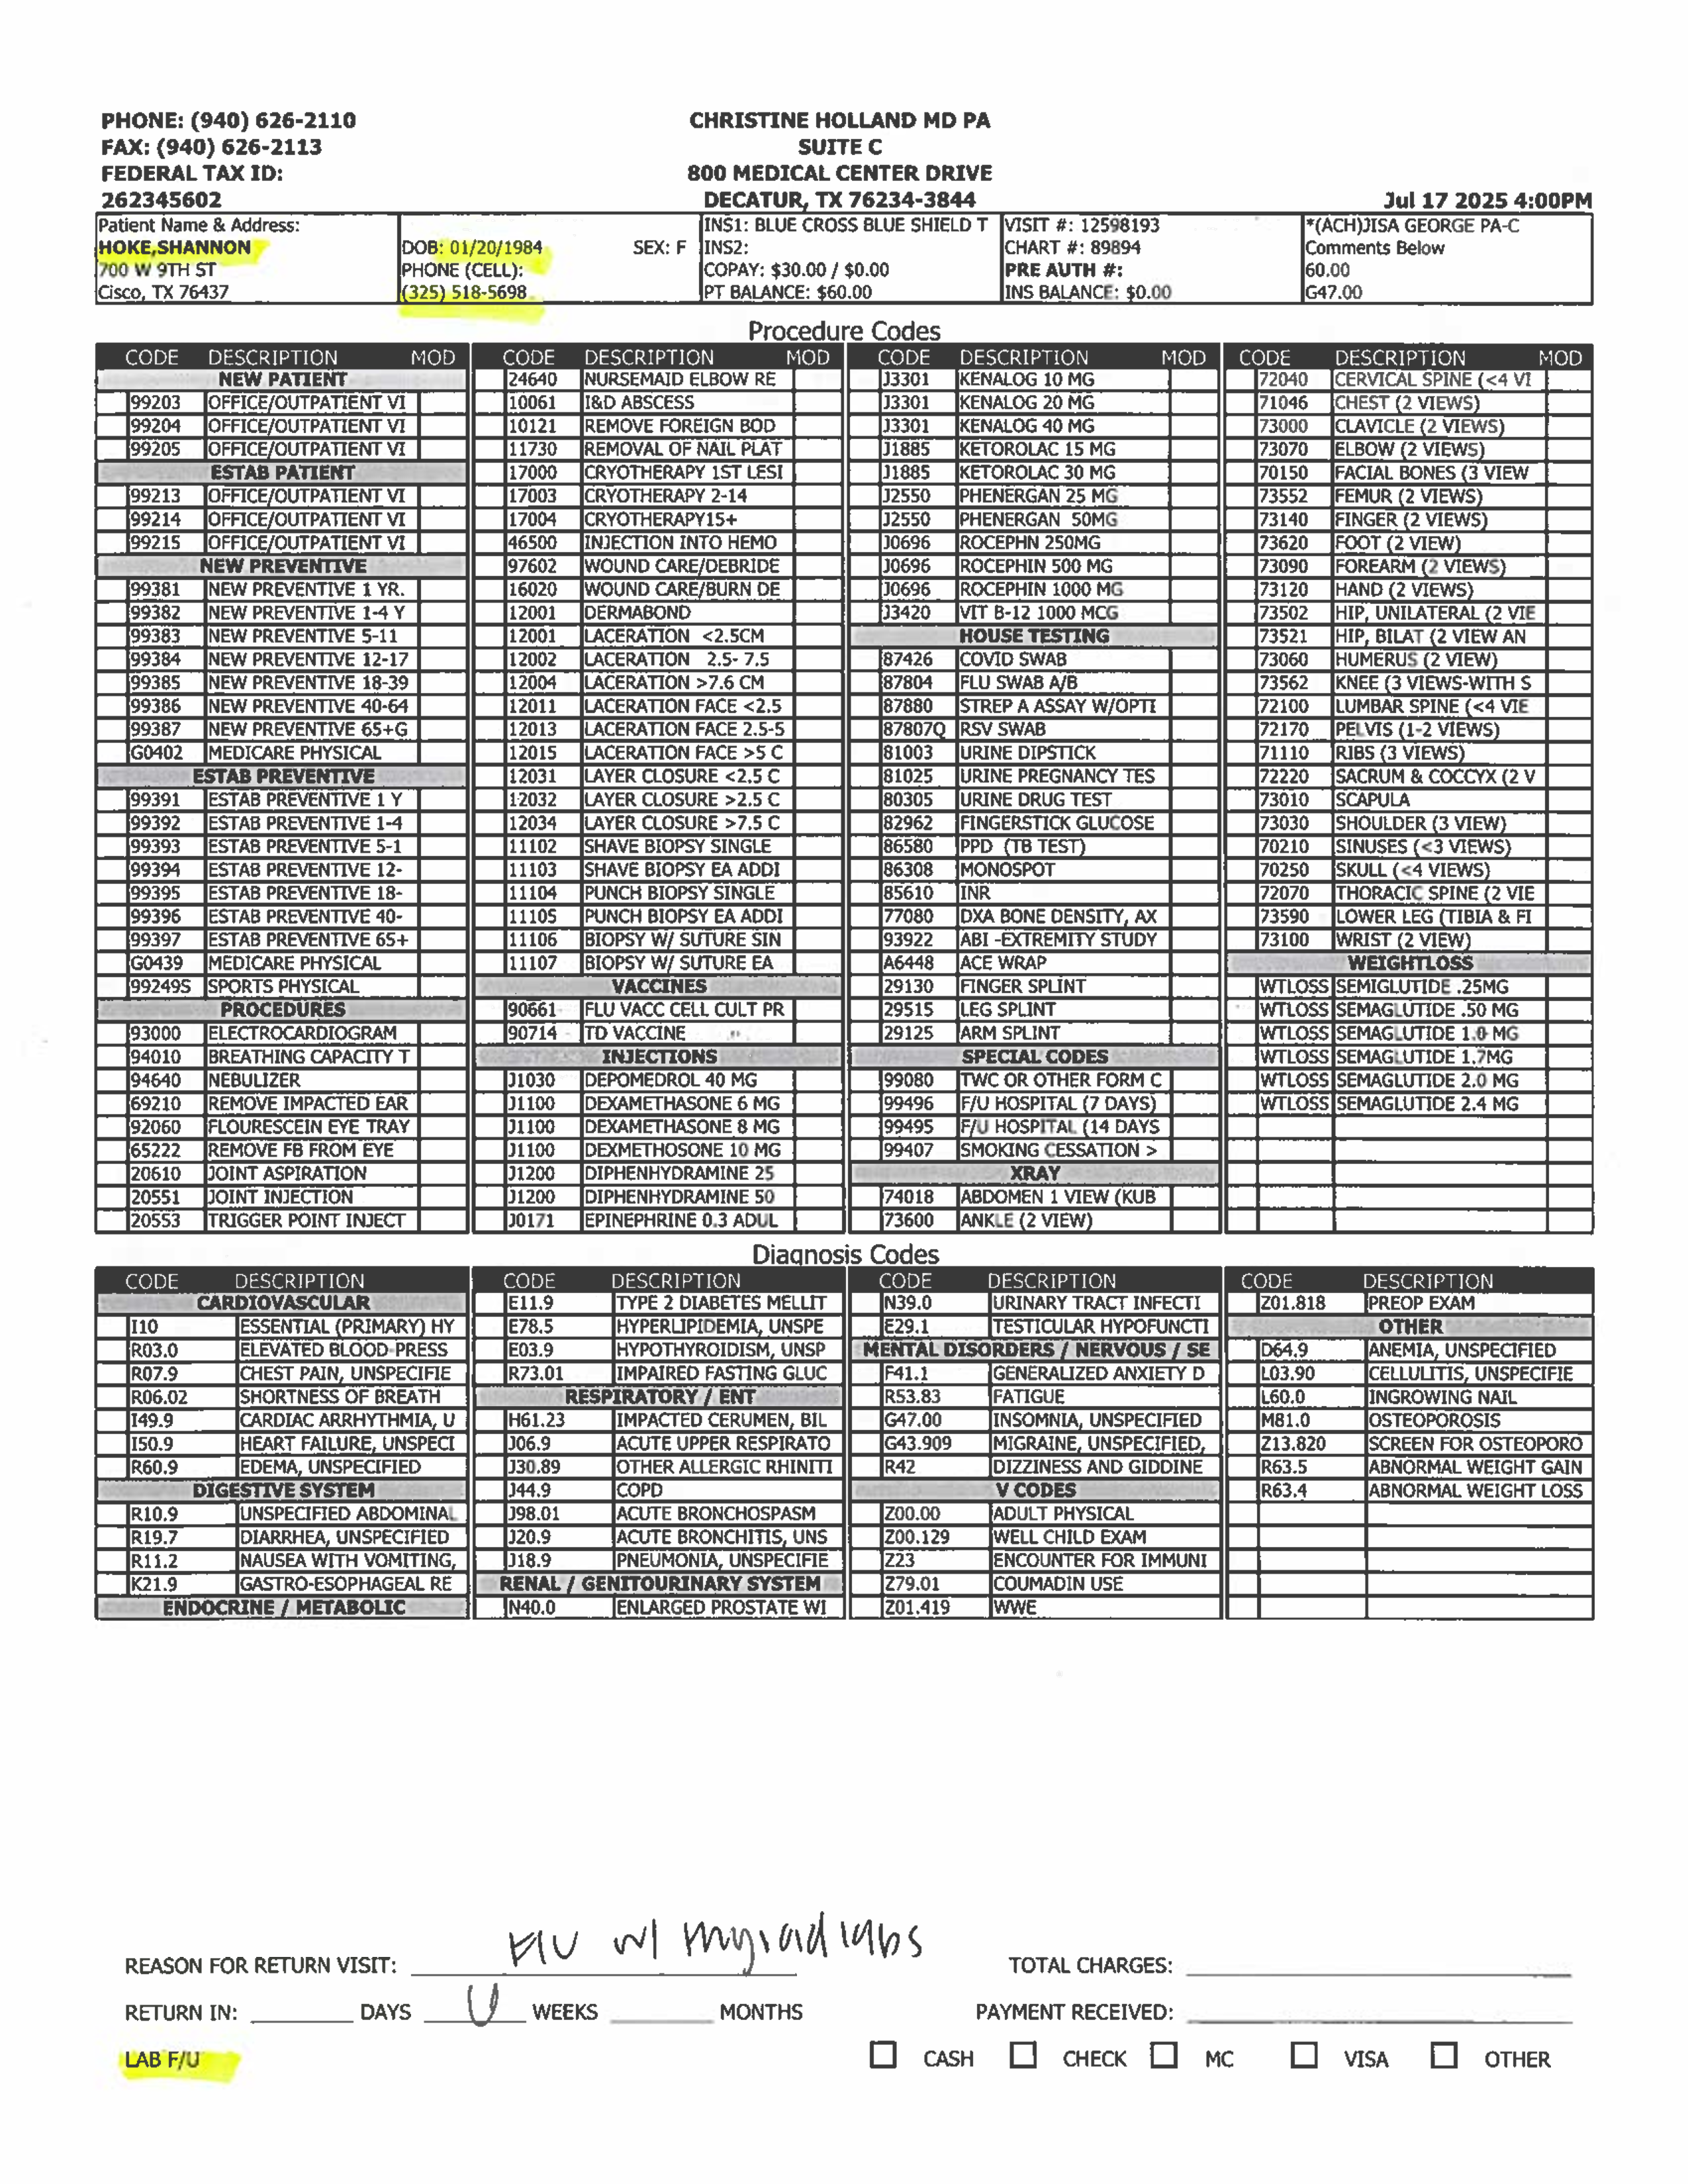 PHONE: (940) 626-2110
FAX: (940) 626-2113
FEDERAL TAX ID:
262345602
CHRISTINE HOLLAND MD PA
SUITE C
800 MEDICAL CENTER DRIVE
DECATUR, TX 76234-3844
Jul 17 2025 4:00PM
Patient Name & Address:
HOKE,SHANNON
700 W 9TH ST
Cisco, TX 76437
DOB: 01/20/1984 SEX: F
PHONE (CELL):
(325) 518-5698
INS1: BLUE CROSS BLUE SHIELD T
INS2:
COPAY: $30.00 / $0.00
PT BALANCE: $60.00
VISIT #: 12598193
CHART #: 89894
PRE AUTH #:
INS BALANCE: $0.00
*(ACH)JISA GEORGE PA-C
Comments Below
60.00
G47.00
Procedure Codes
CODE DESCRIPTION MOD
NEW PATIENT
99203 OFFICE/OUTPATIENT VI
99204 OFFICE/OUTPATIENT VI
99205 OFFICE/OUTPATIENT VI
ESTAB PATIENT
99213 OFFICE/OUTPATIENT VI
99214 OFFICE/OUTPATIENT VI
99215 OFFICE/OUTPATIENT VI
NEW PREVENTIVE
99381 NEW PREVENTIVE 1 YR.
99382 NEW PREVENTIVE 1-4 Y
99383 NEW PREVENTIVE 5-11
99384 NEW PREVENTIVE 12-17
99385 NEW PREVENTIVE 18-39
99386 NEW PREVENTIVE 40-64
99387 NEW PREVENTIVE 65+G
G0402 MEDICARE PHYSICAL
ESTAB PREVENTIVE
99391 ESTAB PREVENTIVE 1 Y
99392 ESTAB PREVENTIVE 1-4
99393 ESTAB PREVENTIVE 5-1
99394 ESTAB PREVENTIVE 12-
99395 ESTAB PREVENTIVE 18-
99396 ESTAB PREVENTIVE 40-
99397 ESTAB PREVENTIVE 65+
G0439 MEDICARE PHYSICAL
99249S SPORTS PHYSICAL
PROCEDURES
93000 ELECTROCARDIOGRAM
94010 BREATHING CAPACITY T
94640 NEBULIZER
69210 REMOVE IMPACTED EAR
92060 FLOURESCEIN EYE TRAY
65222 REMOVE FB FROM EYE
20610 JOINT ASPIRATION
20551 JOINT INJECTION
20553 TRIGGER POINT INJECT
CODE DESCRIPTION MOD
24640 NURSEMAID ELBOW RE
10061 I&D ABSCESS
10121 REMOVE FOREIGN BOD
11730 REMOVAL OF NAIL PLAT
17000 CRYOTHERAPY 1ST LESI
17003 CRYOTHERAPY 2-14
17004 CRYOTHERAPY15+
46500 INJECTION INTO HEMO
97602 WOUND CARE/DEBRIDE
16020 WOUND CARE/BURN DE
12001 DERMABOND
12001 LACERATION <2.5CM
12002 LACERATION 2.5- 7.5
12004 LACERATION >7.6 CM
12011 LACERATION FACE <2.5
12013 LACERATION FACE 2.5-5
12015 LACERATION FACE >5 C
12031 LAYER CLOSURE <2.5 C
12032 LAYER CLOSURE >2.5 C
12034 LAYER CLOSURE >7.5 C
11102 SHAVE BIOPSY SINGLE
11103 SHAVE BIOPSY EA ADDI
11104 PUNCH BIOPSY SINGLE
11105 PUNCH BIOPSY EA ADDI
11106 BIOPSY W/ SUTURE SIN
11107 BIOPSY W/ SUTURE EA
VACCINES
90661 FLU VACC CELL CULT PR
90714 TD VACCINE
INJECTIONS
J1030 DEPOMEDROL 40 MG
J1100 DEXAMETHASONE 6 MG
J1100 DEXAMETHASONE 8 MG
J1100 DEXMETHOSONE 10 MG
J1200 DIPHENHYDRAMINE 25
J1200 DIPHENHYDRAMINE 50
J0171 EPINEPHRINE 0.3 ADUL
CODE DESCRIPTION MOD
J3301 KENALOG 10 MG
J3301 KENALOG 20 MG
J3301 KENALOG 40 MG
J1885 KETOROLAC 15 MG
J1885 KETOROLAC 30 MG
J2550 PHENERGAN 25 MG
J2550 PHENERGAN 50MG
J0696 ROCEPHN 250MG
J0696 ROCEPHIN 500 MG
J0696 ROCEPHIN 1000 MG
J3420 VIT B-12 1000 MCG
HOUSE TESTING
87426 COVID SWAB
87804 FLU SWAB A/B
87880 STREP A ASSAY W/OPTI
87807Q RSV SWAB
81003 URINE DIPSTICK
81025 URINE PREGNANCY TES
80305 URINE DRUG TEST
82962 FINGERSTICK GLUCOSE
86580 PPD (TB TEST)
86308 MONOSPOT
85610 INR
77080 DXA BONE DENSITY, AX
93922 ABI -EXTREMITY STUDY
A6448 ACE WRAP
29130 FINGER SPLINT
29515 LEG SPLINT
29125 ARM SPLINT
SPECIAL CODES
99080 TWC OR OTHER FORM C
99496 F/U HOSPITAL (7 DAYS)
99495 F/U HOSPITAL (14 DAYS
99407 SMOKING CESSATION >
XRAY
74018 ABDOMEN 1 VIEW (KUB
73600 ANKLE (2 VIEW)
CODE DESCRIPTION MOD
72040 CERVICAL SPINE (<4 VI
71046 CHEST (2 VIEWS)
73000 CLAVICLE (2 VIEWS)
73070 ELBOW (2 VIEWS)
70150 FACIAL BONES (3 VIEW
73552 FEMUR (2 VIEWS)
73140 FINGER (2 VIEWS)
73620 FOOT (2 VIEW)
73090 FOREARM (2 VIEWS)
73120 HAND (2 VIEWS)
73502 HIP, UNILATERAL (2 VIE
73521 HIP, BILAT (2 VIEW AN
73060 HUMERUS (2 VIEW)
73562 KNEE (3 VIEWS-WITH S
72100 LUMBAR SPINE (<4 VIE
72170 PELVIS (1-2 VIEWS)
71110 RIBS (3 VIEWS)
72220 SACRUM & COCCYX (2 V
73010 SCAPULA
73030 SHOULDER (3 VIEW)
70210 SINUSES (<3 VIEWS)
70250 SKULL (<4 VIEWS)
72070 THORACIC SPINE (2 VIE
73590 LOWER LEG (TIBIA & FI
73100 WRIST (2 VIEW)
WEIGHTLOSS
WTLOSS SEMIGLUTIDE .25MG
WTLOSS SEMAGLUTIDE .50 MG
WTLOSS SEMAGLUTIDE 1.0 MG
WTLOSS SEMAGLUTIDE 1.7MG
WTLOSS SEMAGLUTIDE 2.0 MG
WTLOSS SEMAGLUTIDE 2.4 MG
Diagnosis Codes
CODE DESCRIPTION
CARDIOVASCULAR
I10 ESSENTIAL (PRIMARY) HY
R03.0 ELEVATED BLOOD-PRESS
R07.9 CHEST PAIN, UNSPECIFIE
R06.02 SHORTNESS OF BREATH
I49.9 CARDIAC ARRHYTHMIA, U
I50.9 HEART FAILURE, UNSPECI
R60.9 EDEMA, UNSPECIFIED
DIGESTIVE SYSTEM
R10.9 UNSPECIFIED ABDOMINAL
R19.7 DIARRHEA, UNSPECIFIED
R11.2 NAUSEA WITH VOMITING,
K21.9 GASTRO-ESOPHAGEAL RE
ENDOCRINE / METABOLIC
CODE DESCRIPTION
E11.9 TYPE 2 DIABETES MELLIT
E78.5 HYPERLIPIDEMIA, UNSPE
E03.9 HYPOTHYROIDISM, UNSP
R73.01 IMPAIRED FASTING GLUC
RESPIRATORY / ENT
H61.23 IMPACTED CERUMEN, BIL
J06.9 ACUTE UPPER RESPIRATO
J30.89 OTHER ALLERGIC RHINITI
J44.9 COPD
J98.01 ACUTE BRONCHOSPASM
J20.9 ACUTE BRONCHITIS, UNS
J18.9 PNEUMONIA, UNSPECIFIE
RENAL / GENITOURINARY SYSTEM
N40.0 ENLARGED PROSTATE WI
CODE DESCRIPTION
N39.0 URINARY TRACT INFECTI
E29.1 TESTICULAR HYPOFUNCTI
MENTAL DISORDERS / NERVOUS / SE
F41.1 GENERALIZED ANXIETY D
R53.83 FATIGUE
G47.00 INSOMNIA, UNSPECIFIED
G43.909 MIGRAINE, UNSPECIFIED,
R42 DIZZINESS AND GIDDINE
V CODES
Z00.00 ADULT PHYSICAL
Z00.129 WELL CHILD EXAM
Z23 ENCOUNTER FOR IMMUNI
Z79.01 COUMADIN USE
Z01.419 WWE
CODE DESCRIPTION
Z01.818 PREOP EXAM
OTHER
D64.9 ANEMIA, UNSPECIFIED
L03.90 CELLULITIS, UNSPECIFIE
L60.0 INGROWING NAIL
M81.0 OSTEOPOROSIS
Z13.820 SCREEN FOR OSTEOPORO
R63.5 ABNORMAL WEIGHT GAIN
R63.4 ABNORMAL WEIGHT LOSS
REASON FOR RETURN VISIT: F/U w/ myriad labs
TOTAL CHARGES:
RETURN IN: DAYS WEEKS MONTHS
PAYMENT RECEIVED:
LAB F/U
CASH CHECK MC VISA OTHER